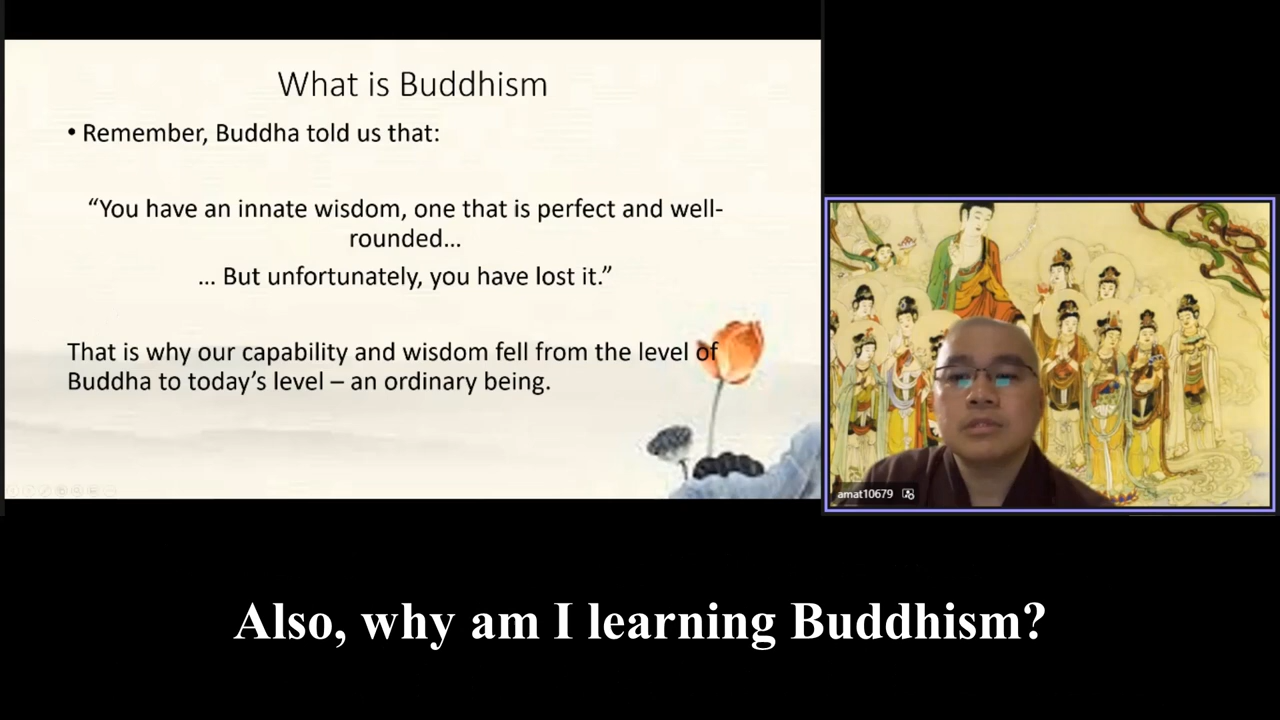 What is Buddhism
• Remember, Buddha told us that:
“You have an innate wisdom, one that is perfect and well-
rounded…
… But unfortunately, you have lost it.”
That is why our capability and wisdom fell from the level of
Buddha to today’s level – an ordinary being.
amat10679
Also, why am I learning Buddhism?